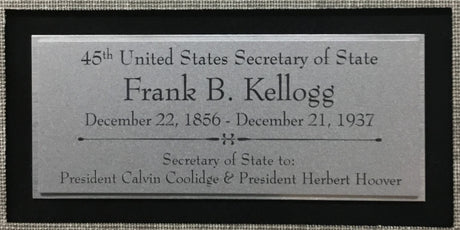 45th United States Secretary of State
Frank B. Kellogg
December 22, 1856 - December 21, 1937
Secretary of State to:
President Calvin Coolidge & President Herbert Hoover